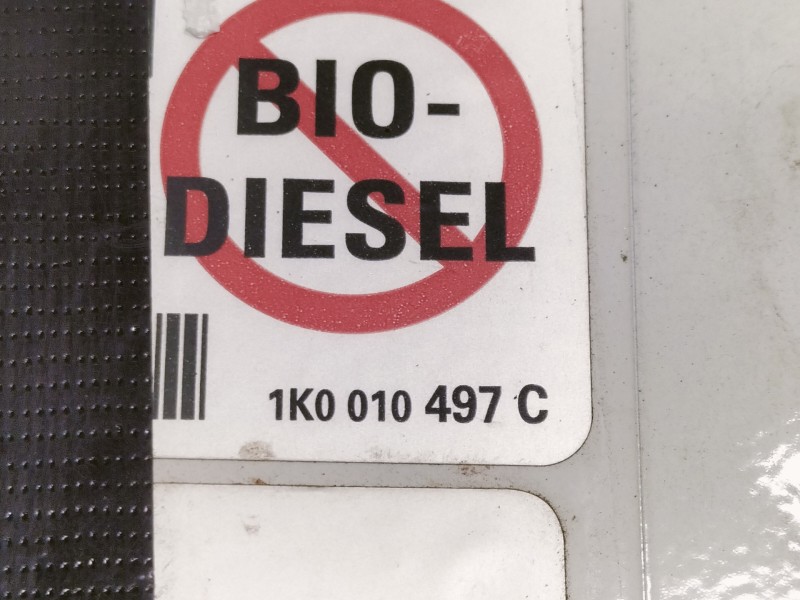 BIO-
DIESEL
1K0 010 497 C